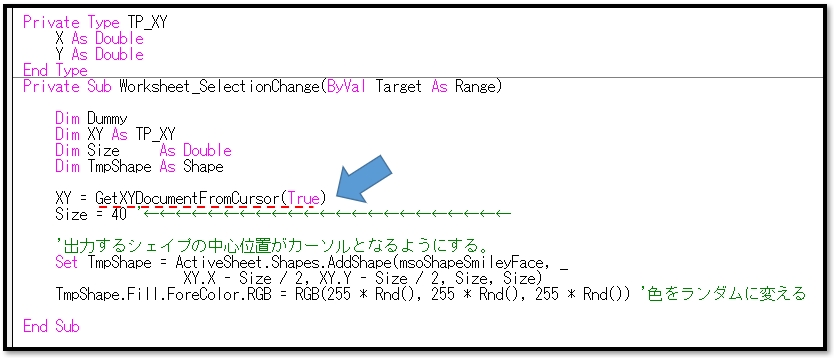 Private Type TP_XY
    X As Double
    Y As Double
End Type
Private Sub Worksheet_SelectionChange(ByVal Target As Range)
    Dim Dummy
    Dim XY As TP_XY
    Dim Size     As Double
    Dim TmpShape As Shape
    XY = GetXYDocumentFromCursor(True)
    Size = 40 '←←←←←←←←←←←←←←←←←←←←←←←
    '出力するシェイプの中心位置がカーソルとなるようにする。
    Set TmpShape = ActiveSheet.Shapes.AddShape(msoShapeSmileyFace, _
                    XY.X - Size / 2, XY.Y - Size / 2, Size, Size)
    TmpShape.Fill.ForeColor.RGB = RGB(255 * Rnd(), 255 * Rnd(), 255 * Rnd()) '色をランダムに変える
End Sub